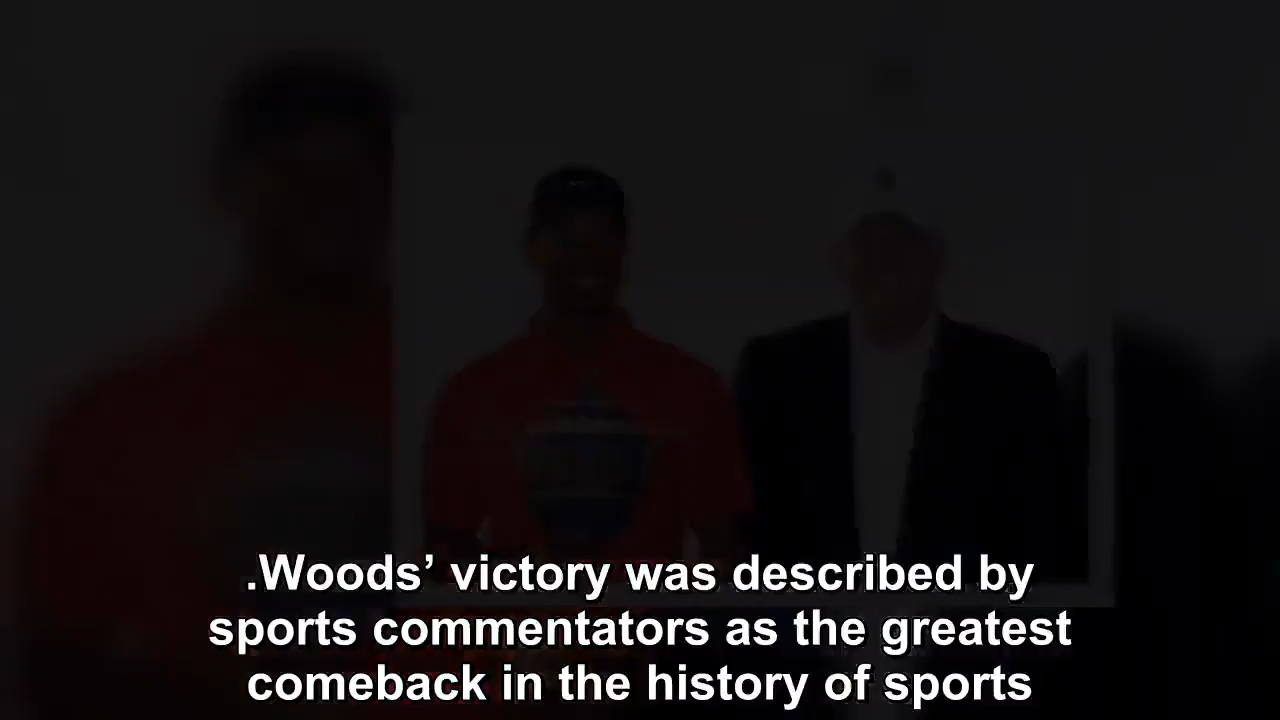 .Woods’ victory was described by
sports commentators as the greatest
comeback in the history of sports